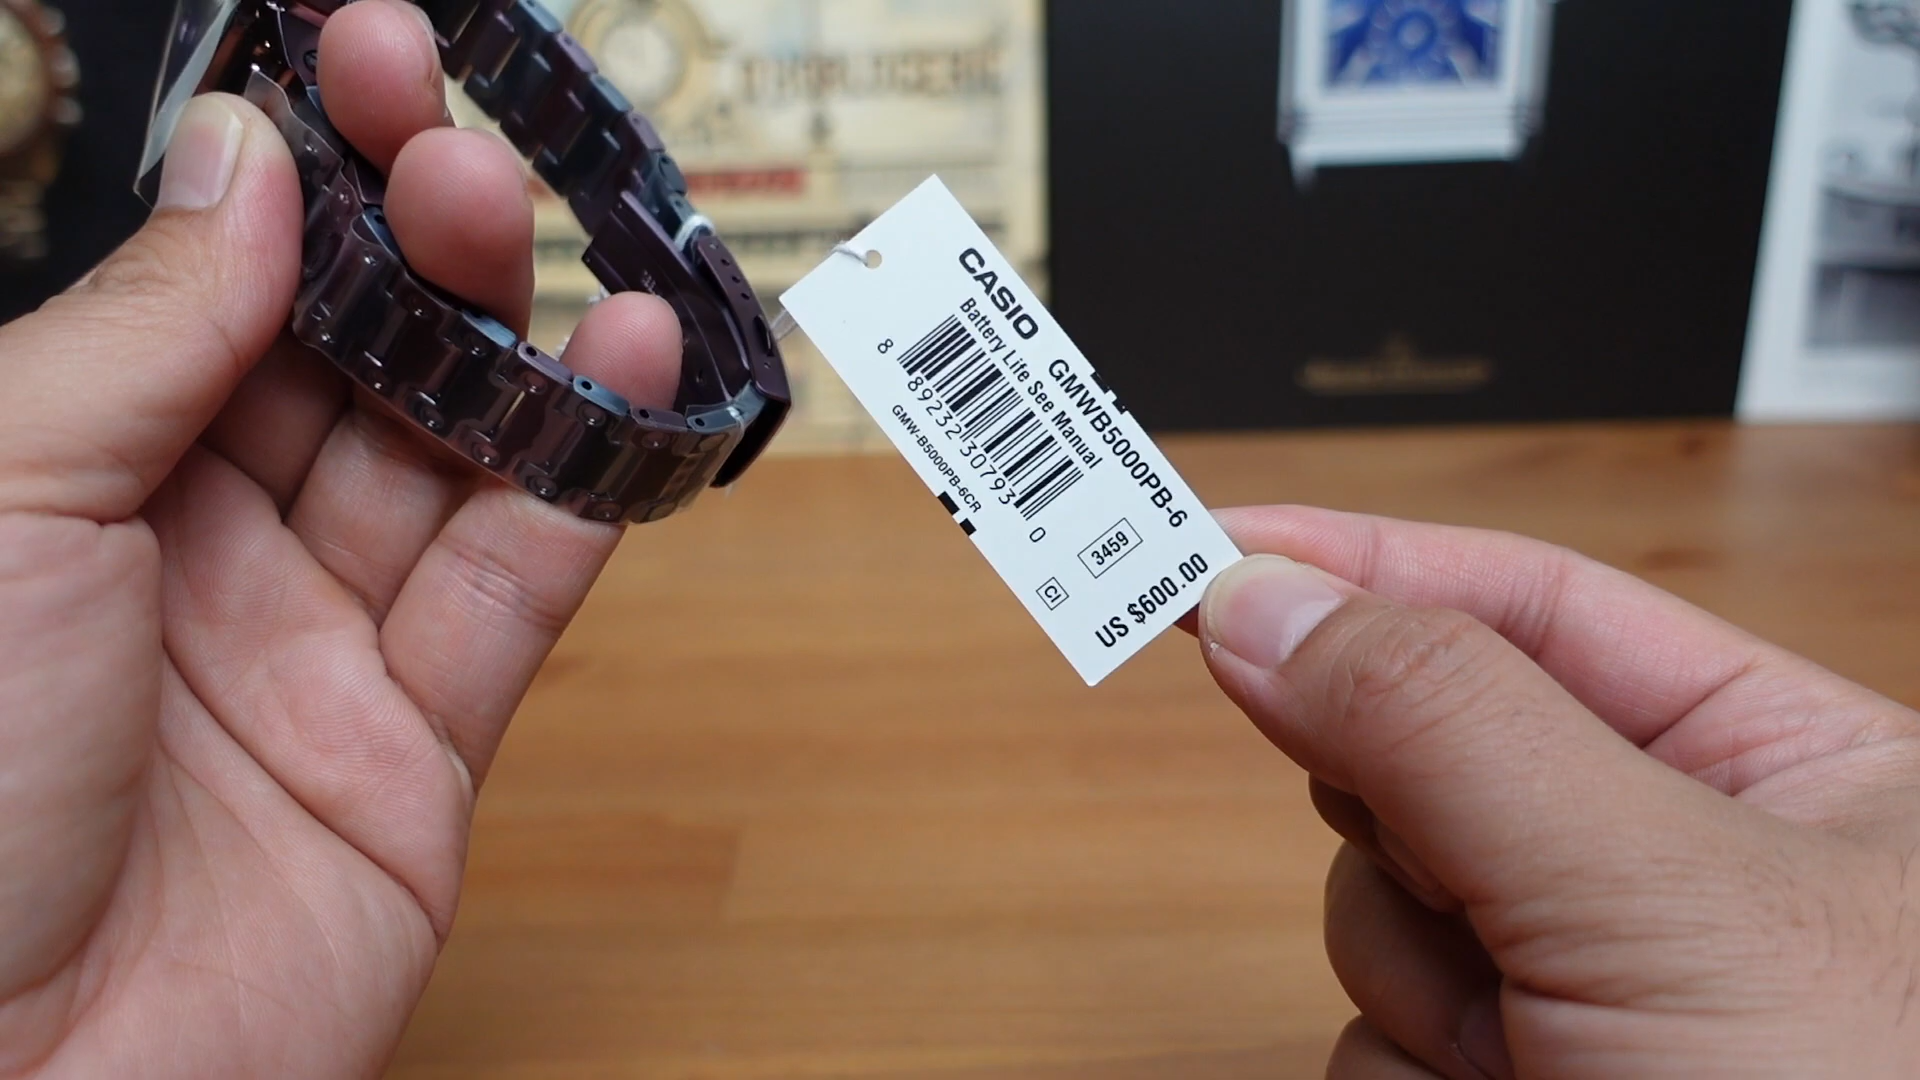 CASIO GMWB5000PB-6
Battery Life See Manual
8 89232 30793 0
GMW-B5000PB-6CR
3459
CI
US $600.00